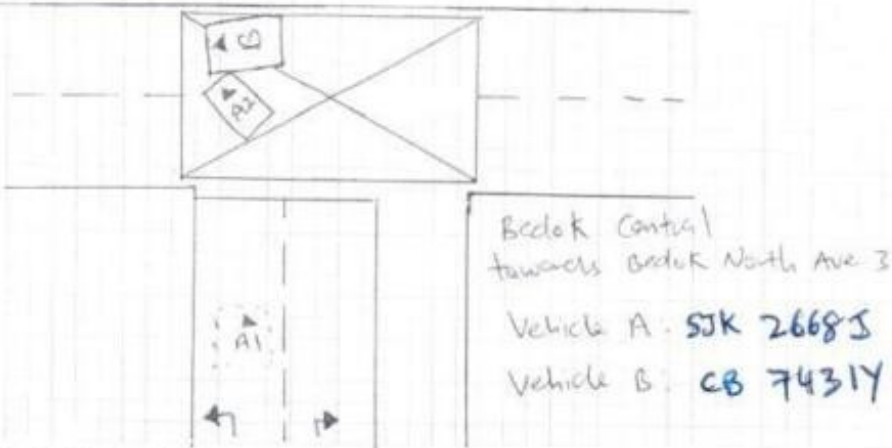 B
A2
A1
Bedok Central
towards Bedok North Ave 3
Vehicle A: SJK 2668J
Vehicle B: CB 7431Y